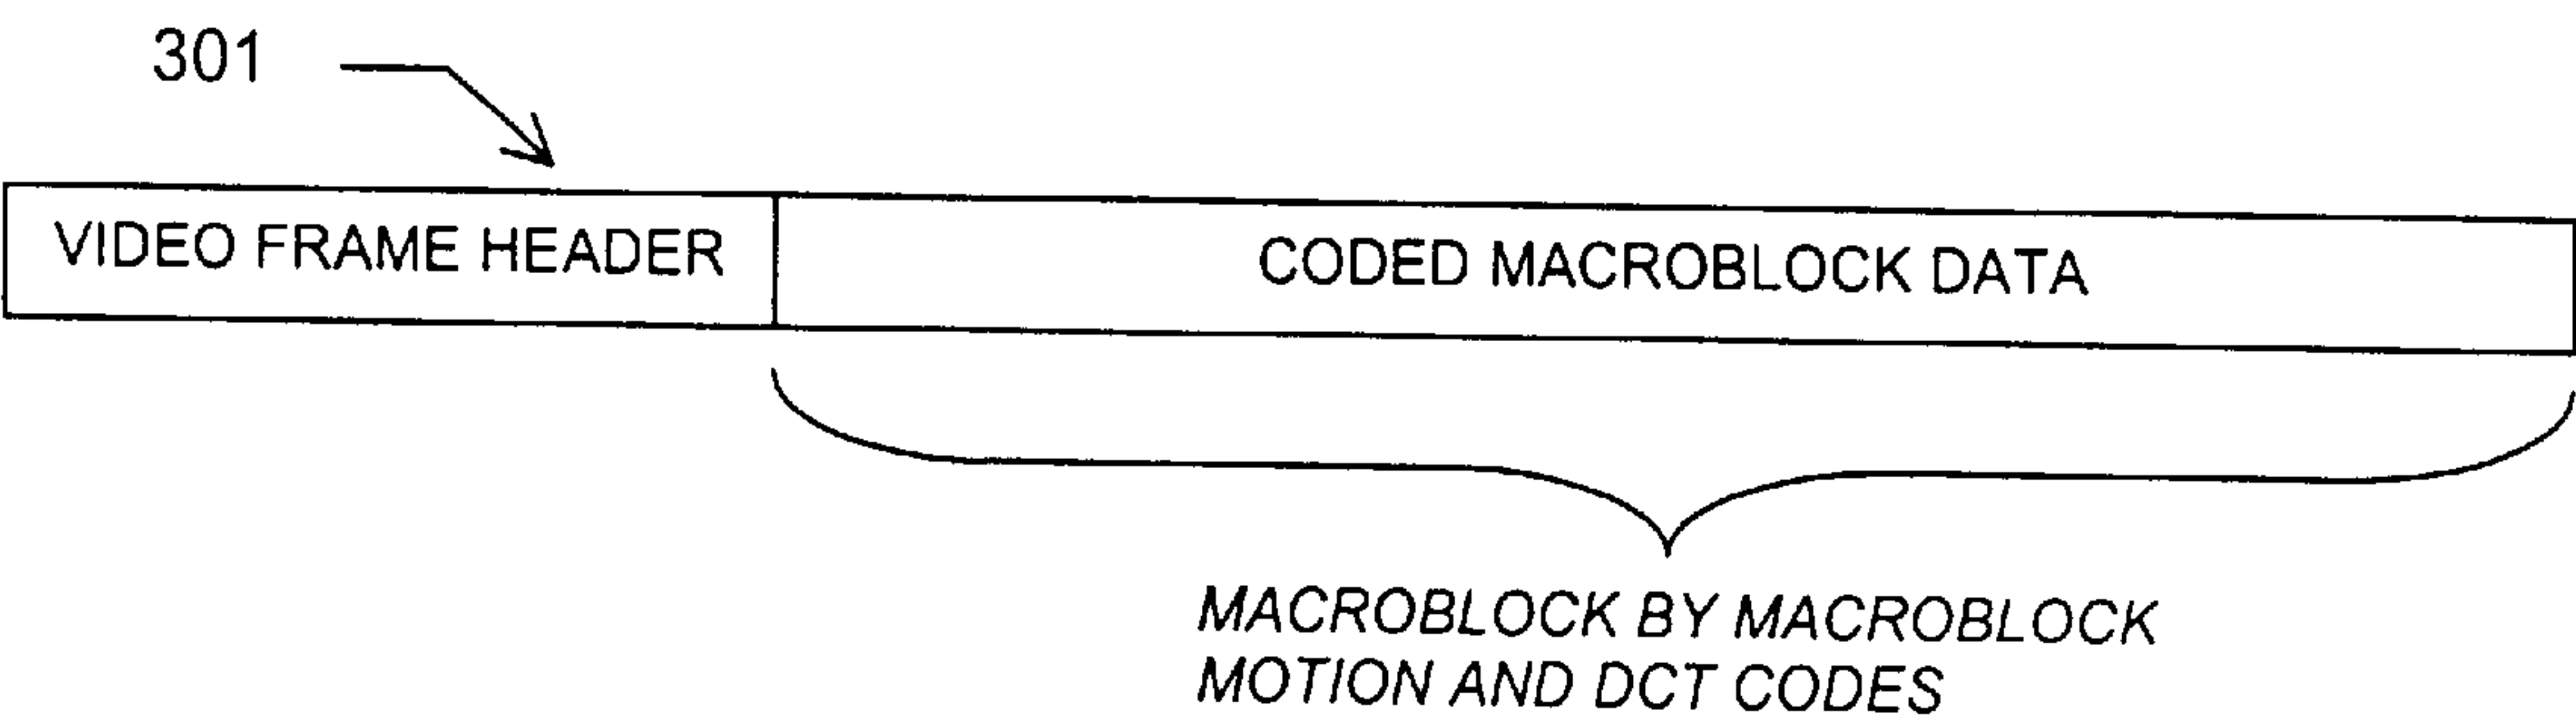 301
VIDEO FRAME HEADER
CODED MACROBLOCK DATA
MACROBLOCK BY MACROBLOCK
MOTION AND DCT CODES